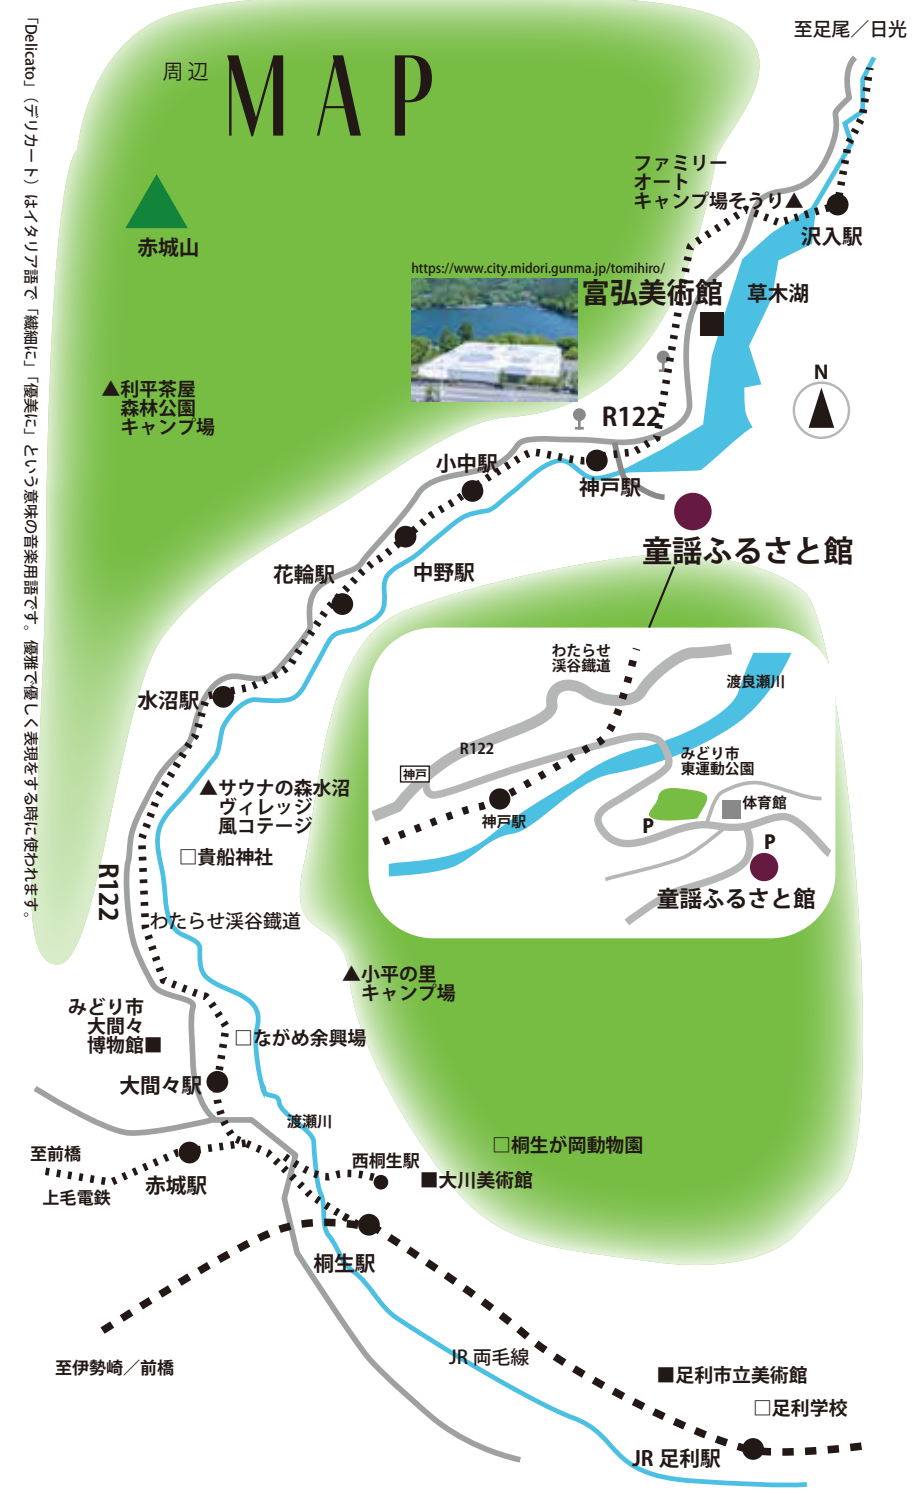 周辺
MAP
至足尾／日光
「Delicato」（デリカート）はイタリア語で「繊細に」「優美に」という意味の音楽用語です。優雅で優しく表現をする時に使われます。
ファミリー
オート
キャンプ場そうり▲
沢入駅
赤城山
https://www.city.midori.gunma.jp/tomihiro/
富弘美術館
草木湖
N
▲利平茶屋
森林公園
キャンプ場
R122
小中駅
神戸駅
童謡ふるさと館
中野駅
花輪駅
水沼駅
わたらせ
渓谷鐵道
渡良瀬川
R122
みどり市
東運動公園
神戸
体育館
神戸駅
P
P
童謡ふるさと館
▲サウナの森水沼
ヴィレッジ
風コテージ
□貴船神社
R122
わたらせ渓谷鐵道
▲小平の里
キャンプ場
みどり市
大間々
博物館■
□ながめ余興場
大間々駅
渡瀬川
□桐生が岡動物園
至前橋
西桐生駅
■大川美術館
上毛電鉄
赤城駅
桐生駅
至伊勢崎／前橋
JR 両毛線
■足利市立美術館
□足利学校
JR 足利駅